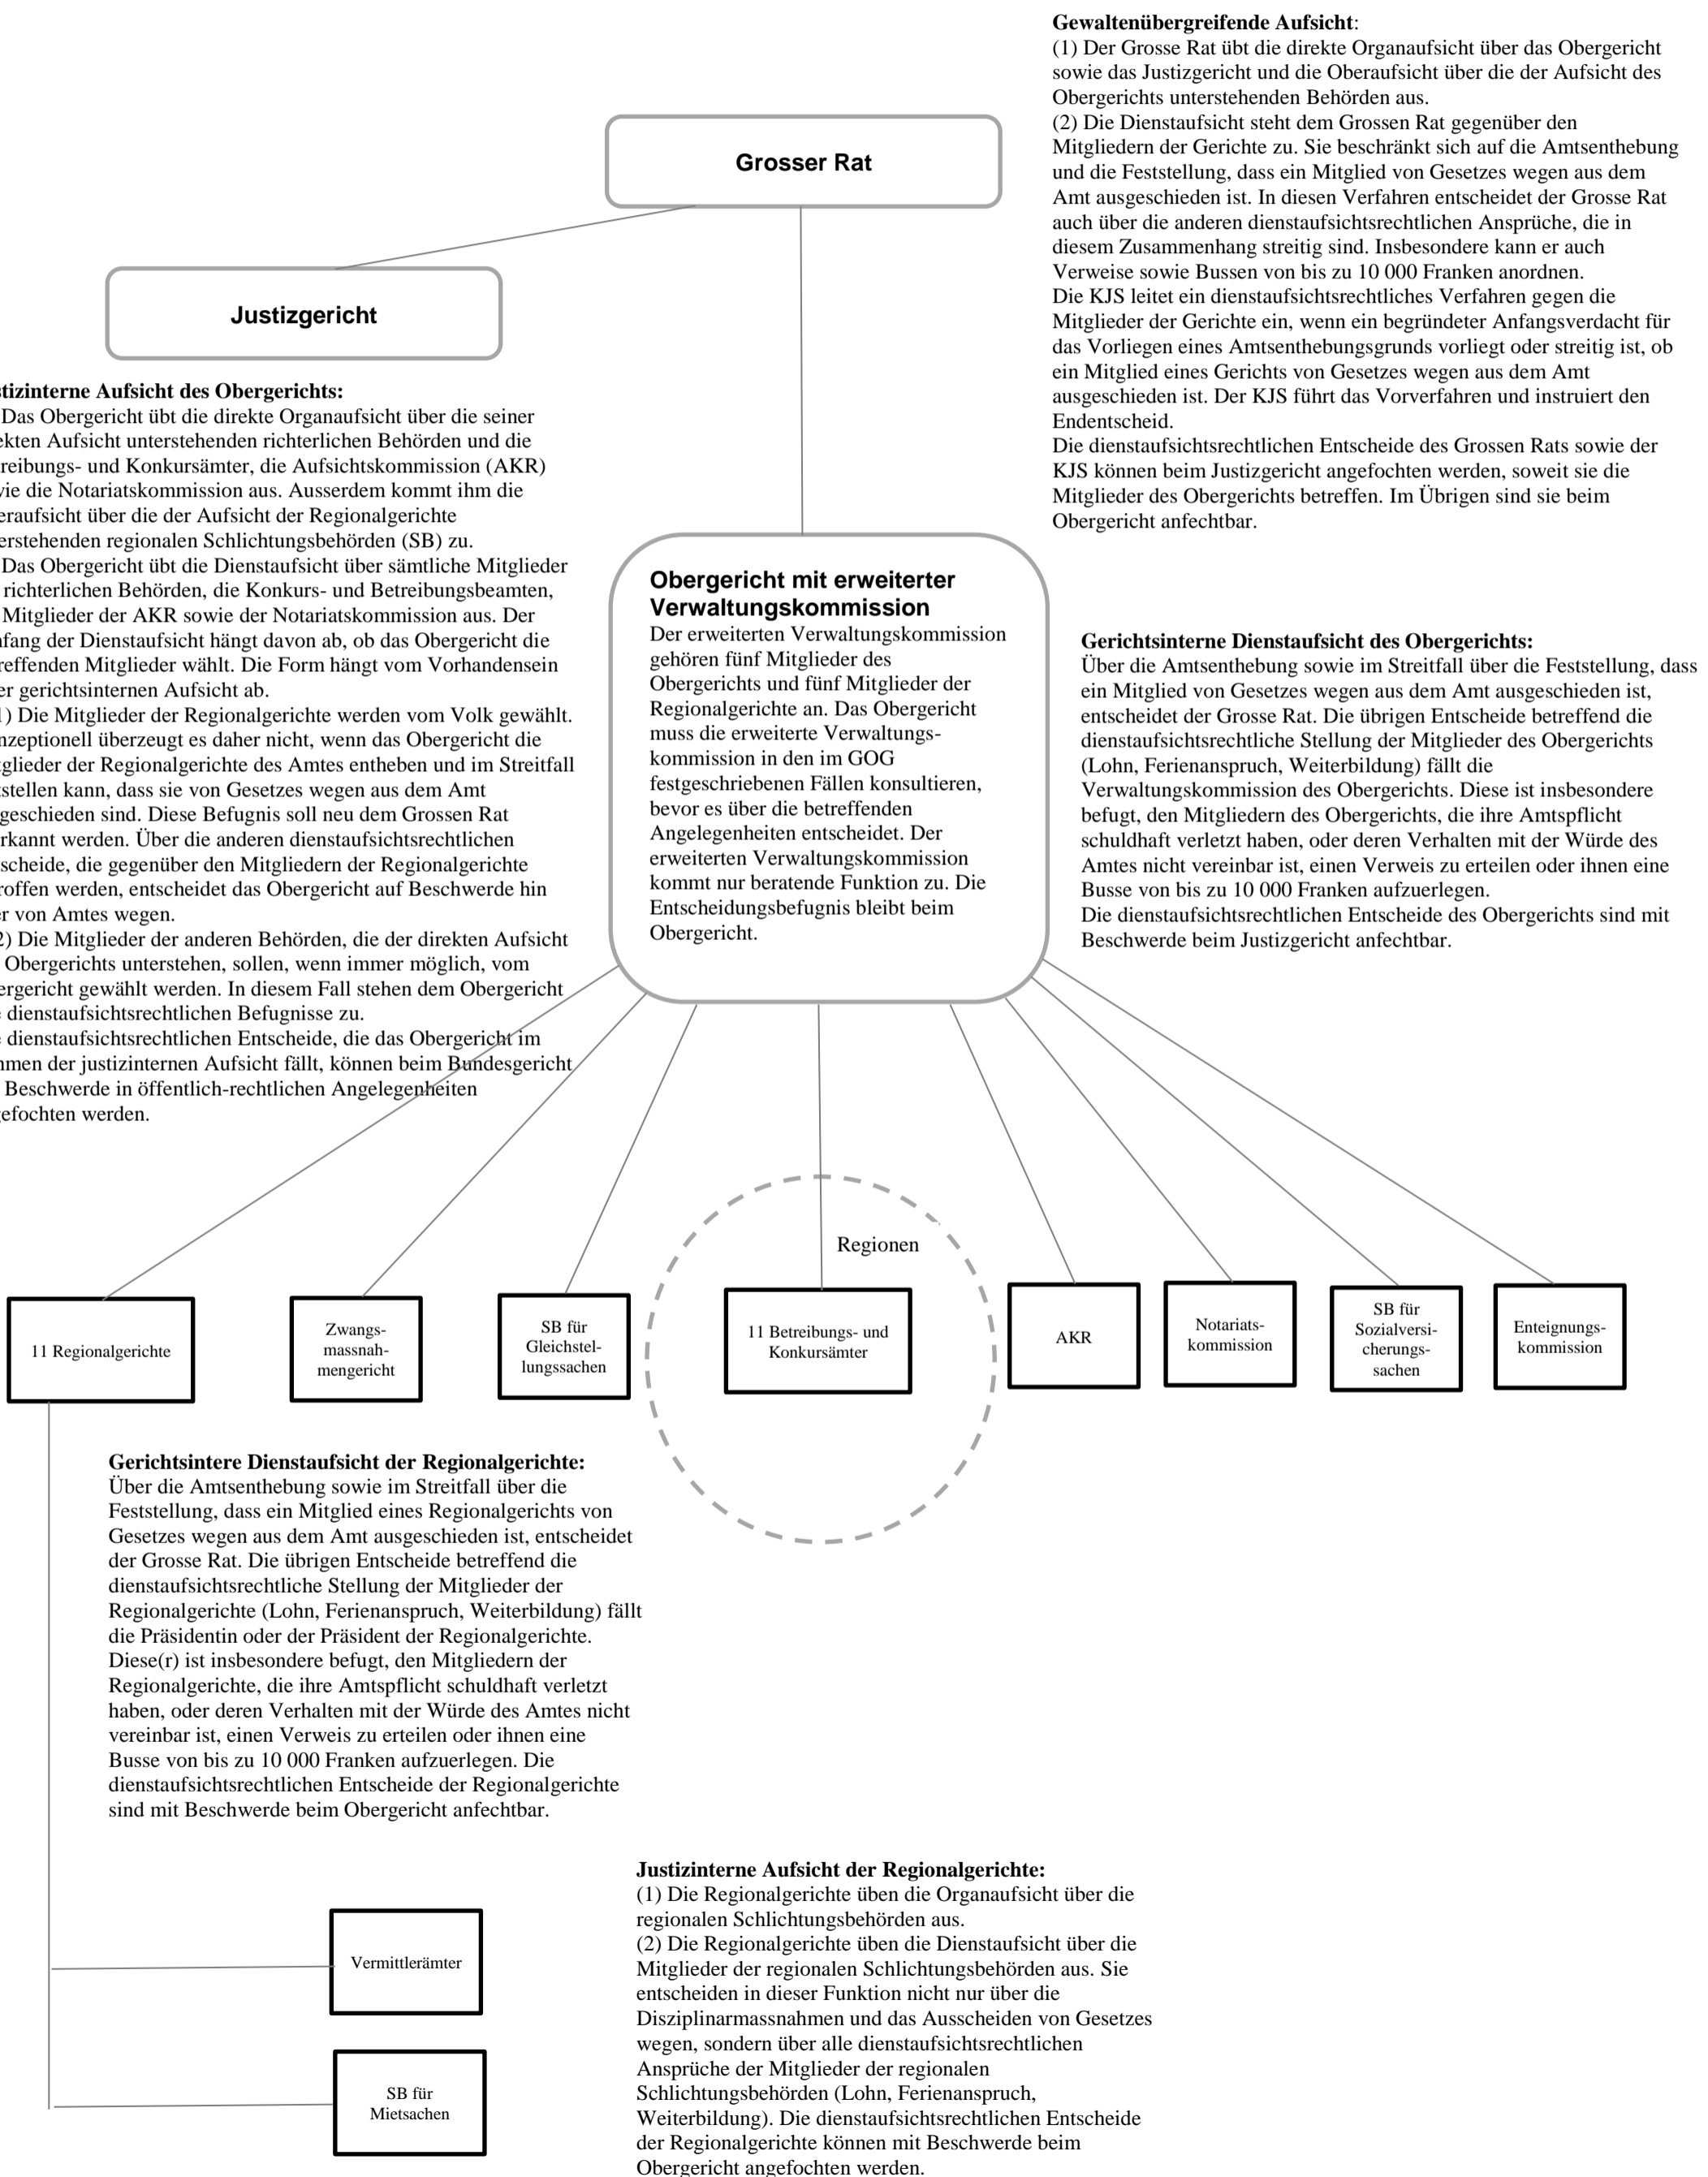 Gewaltenübergreifende Aufsicht:
(1) Der Grosse Rat übt die direkte Organaufsicht über das Obergericht
sowie das Justizgericht und die Oberaufsicht über die der Aufsicht des
Obergerichts unterstehenden Behörden aus.
(2) Die Dienstaufsicht steht dem Grossen Rat gegenüber den
Mitgliedern der Gerichte zu. Sie beschränkt sich auf die Amtsenthebung
und die Feststellung, dass ein Mitglied von Gesetzes wegen aus dem
Amt ausgeschieden ist. In diesen Verfahren entscheidet der Grosse Rat
auch über die anderen dienstaufsichtsrechtlichen Ansprüche, die in
diesem Zusammenhang streitig sind. Insbesondere kann er auch
Verweise sowie Bussen von bis zu 10 000 Franken anordnen.
Die KJS leitet ein dienstaufsichtsrechtliches Verfahren gegen die
Mitglieder der Gerichte ein, wenn ein begründeter Anfangsverdacht für
das Vorliegen eines Amtsenthebungsgrunds vorliegt oder streitig ist, ob
ein Mitglied eines Gerichts von Gesetzes wegen aus dem Amt
ausgeschieden ist. Der KJS führt das Vorverfahren und instruiert den
Endentscheid.
Die dienstaufsichtsrechtlichen Entscheide des Grossen Rats sowie der
KJS können beim Justizgericht angefochten werden, soweit sie die
Mitglieder des Obergerichts betreffen. Im Übrigen sind sie beim
Obergericht anfechtbar.
Grosser Rat
Justizgericht
stizinterne Aufsicht des Obergerichts:
Das Obergericht übt die direkte Organaufsicht über die seiner
ekten Aufsicht unterstehenden richterlichen Behörden und die
reibungs- und Konkursämter, die Aufsichtskommission (AKR)
vie die Notariatskommission aus. Ausserdem kommt ihm die
eraufsicht über die der Aufsicht der Regionalgerichte
erstehenden regionalen Schlichtungsbehörden (SB) zu.
Das Obergericht übt die Dienstaufsicht über sämtliche Mitglieder
richterlichen Behörden, die Konkurs- und Betreibungsbeamten,
Mitglieder der AKR sowie der Notariatskommission aus. Der
nfang der Dienstaufsicht hängt davon ab, ob das Obergericht die
reffenden Mitglieder wählt. Die Form hängt vom Vorhandensein
er gerichtsinternen Aufsicht ab.
1) Die Mitglieder der Regionalgerichte werden vom Volk gewählt.
nzeptionell überzeugt es daher nicht, wenn das Obergericht die
tglieder der Regionalgerichte des Amtes entheben und im Streitfall
tstellen kann, dass sie von Gesetzes wegen aus dem Amt
geschieden sind. Diese Befugnis soll neu dem Grossen Rat
rkannt werden. Über die anderen dienstaufsichtsrechtlichen
scheide, die gegenüber den Mitgliedern der Regionalgerichte
roffen werden, entscheidet das Obergericht auf Beschwerde hin
er von Amtes wegen.
2) Die Mitglieder der anderen Behörden, die der direkten Aufsicht
Obergerichts unterstehen, sollen, wenn immer möglich, vom
ergericht gewählt werden. In diesem Fall stehen dem Obergericht
e dienstaufsichtsrechtlichen Befugnisse zu.
e dienstaufsichtsrechtlichen Entscheide, die das Obergericht im
hmen der justizinternen Aufsicht fällt, können beim Bundesgericht
Beschwerde in öffentlich-rechtlichen Angelegenheiten
gefochten werden.
Obergericht mit erweiterter
Verwaltungskommission
Der erweiterten Verwaltungskommission
gehören fünf Mitglieder des
Obergerichts und fünf Mitglieder der
Regionalgerichte an. Das Obergericht
muss die erweiterte Verwaltungs-
kommission in den im GOG
festgeschriebenen Fällen konsultieren,
bevor es über die betreffenden
Angelegenheiten entscheidet. Der
erweiterten Verwaltungskommission
kommt nur beratende Funktion zu. Die
Entscheidungsbefugnis bleibt beim
Obergericht.
Gerichtsinterne Dienstaufsicht des Obergerichts:
Über die Amtsenthebung sowie im Streitfall über die Feststellung, dass
ein Mitglied von Gesetzes wegen aus dem Amt ausgeschieden ist,
entscheidet der Grosse Rat. Die übrigen Entscheide betreffend die
dienstaufsichtsrechtliche Stellung der Mitglieder des Obergerichts
(Lohn, Ferienanspruch, Weiterbildung) fällt die
Verwaltungskommission des Obergerichts. Diese ist insbesondere
befugt, den Mitgliedern des Obergerichts, die ihre Amtspflicht
schuldhaft verletzt haben, oder deren Verhalten mit der Würde des
Amtes nicht vereinbar ist, einen Verweis zu erteilen oder ihnen eine
Busse von bis zu 10 000 Franken aufzuerlegen.
Die dienstaufsichtsrechtlichen Entscheide des Obergerichts sind mit
Beschwerde beim Justizgericht anfechtbar.
Regionen
11 Regionalgerichte
Zwangs-
massnah-
mengericht
SB für
Gleichstel-
lungssachen
11 Betreibungs- und
Konkursämter
AKR
Notariats-
kommission
SB für
Sozialversi-
cherungs-
sachen
Enteignungs-
kommission
Gerichtsintere Dienstaufsicht der Regionalgerichte:
Über die Amtsenthebung sowie im Streitfall über die
Feststellung, dass ein Mitglied eines Regionalgerichts von
Gesetzes wegen aus dem Amt ausgeschieden ist, entscheidet
der Grosse Rat. Die übrigen Entscheide betreffend die
dienstaufsichtsrechtliche Stellung der Mitglieder der
Regionalgerichte (Lohn, Ferienanspruch, Weiterbildung) fällt
die Präsidentin oder der Präsident der Regionalgerichte.
Diese(r) ist insbesondere befugt, den Mitgliedern der
Regionalgerichte, die ihre Amtspflicht schuldhaft verletzt
haben, oder deren Verhalten mit der Würde des Amtes nicht
vereinbar ist, einen Verweis zu erteilen oder ihnen eine
Busse von bis zu 10 000 Franken aufzuerlegen. Die
dienstaufsichtsrechtlichen Entscheide der Regionalgerichte
sind mit Beschwerde beim Obergericht anfechtbar.
Vermittlerämter
SB für
Mietsachen
Justizinterne Aufsicht der Regionalgerichte:
(1) Die Regionalgerichte üben die Organaufsicht über die
regionalen Schlichtungsbehörden aus.
(2) Die Regionalgerichte üben die Dienstaufsicht über die
Mitglieder der regionalen Schlichtungsbehörden aus. Sie
entscheiden in dieser Funktion nicht nur über die
Disziplinarmassnahmen und das Ausscheiden von Gesetzes
wegen, sondern über alle dienstaufsichtsrechtlichen
Ansprüche der Mitglieder der regionalen
Schlichtungsbehörden (Lohn, Ferienanspruch,
Weiterbildung). Die dienstaufsichtsrechtlichen Entscheide
der Regionalgerichte können mit Beschwerde beim
Obergericht angefochten werden.